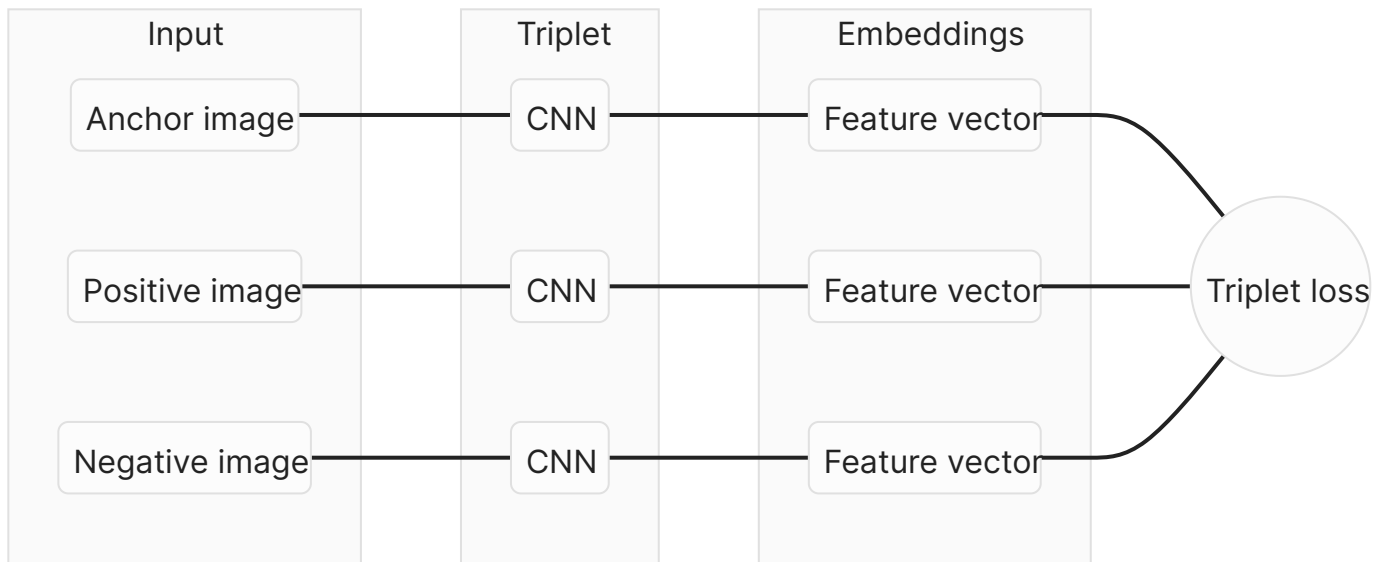 Input
Triplet
Embeddings
Anchor image
CNN
Feature vector
Positive image
CNN
Feature vector
Triplet loss
Negative image
CNN
Feature vector